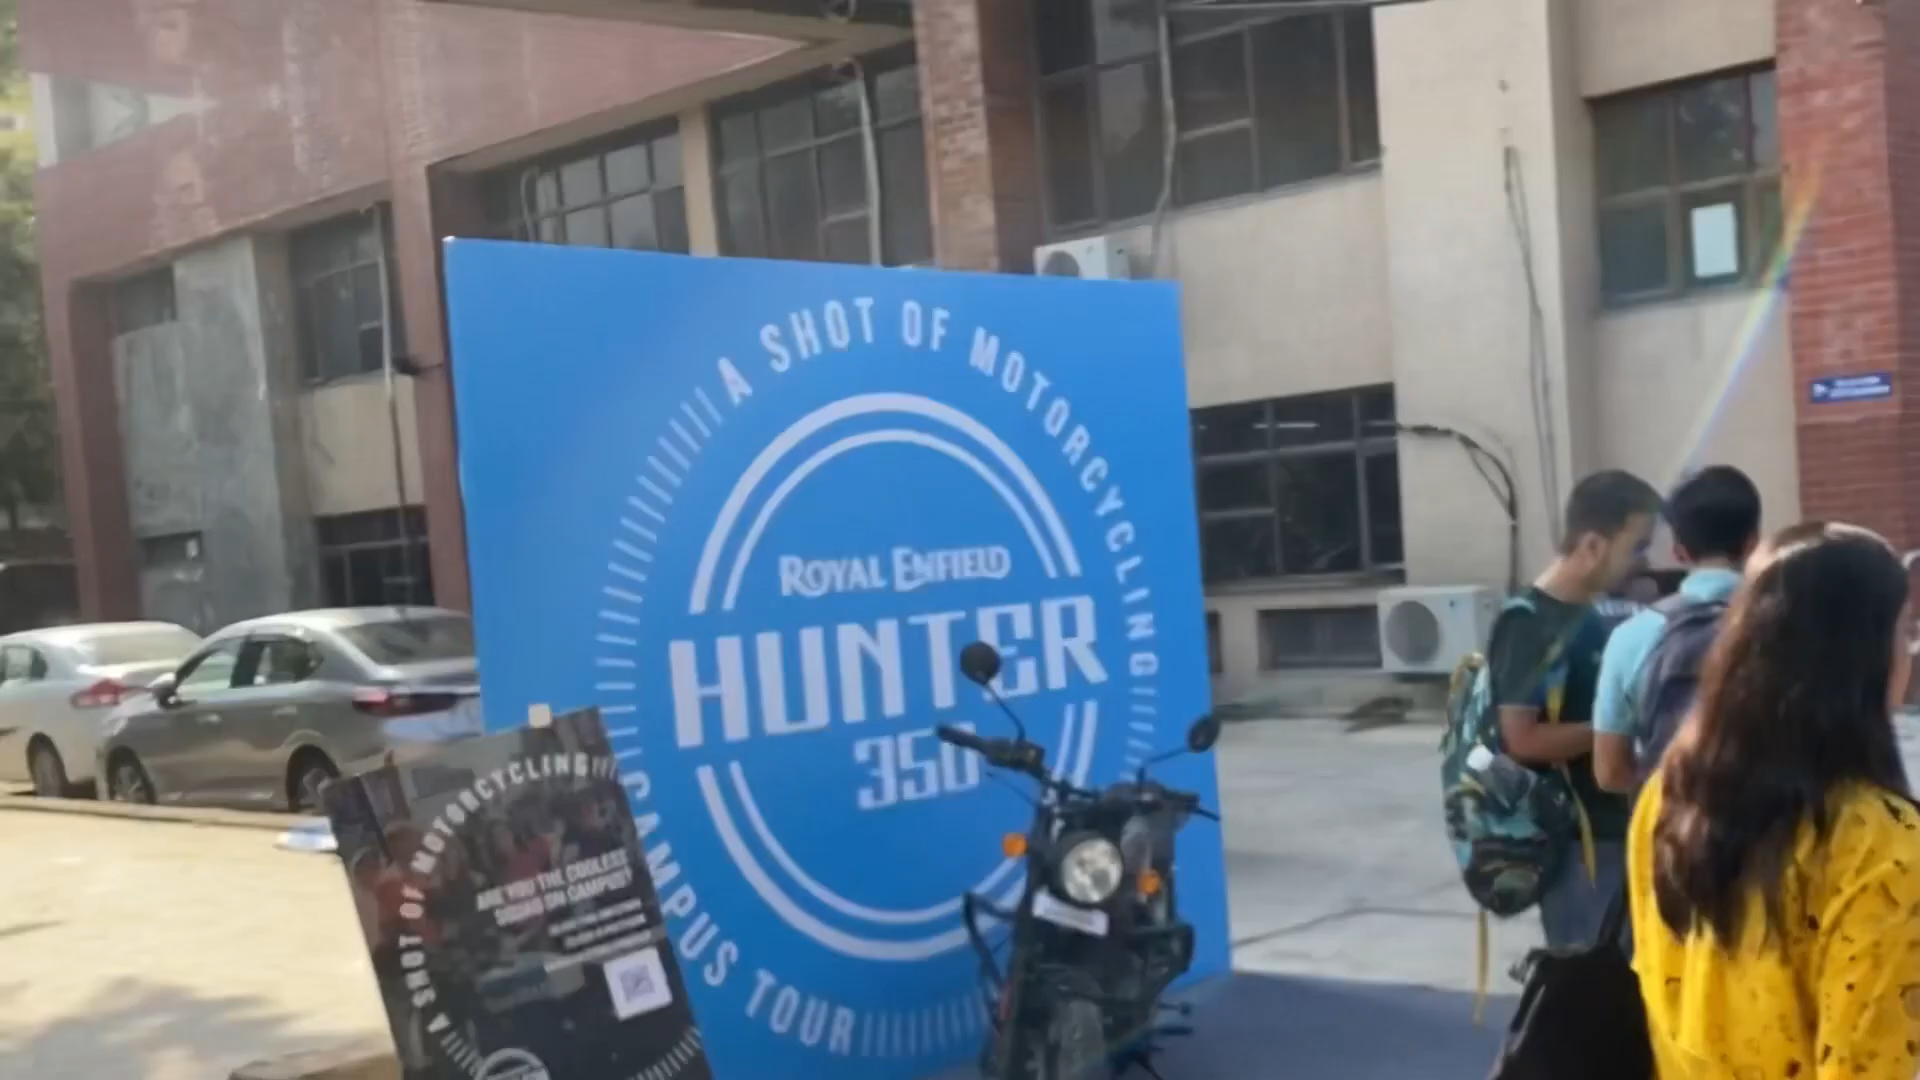 A SHOT OF MOTORCYCLING
ROYAL ENFIELD
HUNTER
350
CAMPUS TOUR
A SHOT OF MOTORCYCLING
ARE YOU THE COOLEST
SQUAD ON CAMPUS?